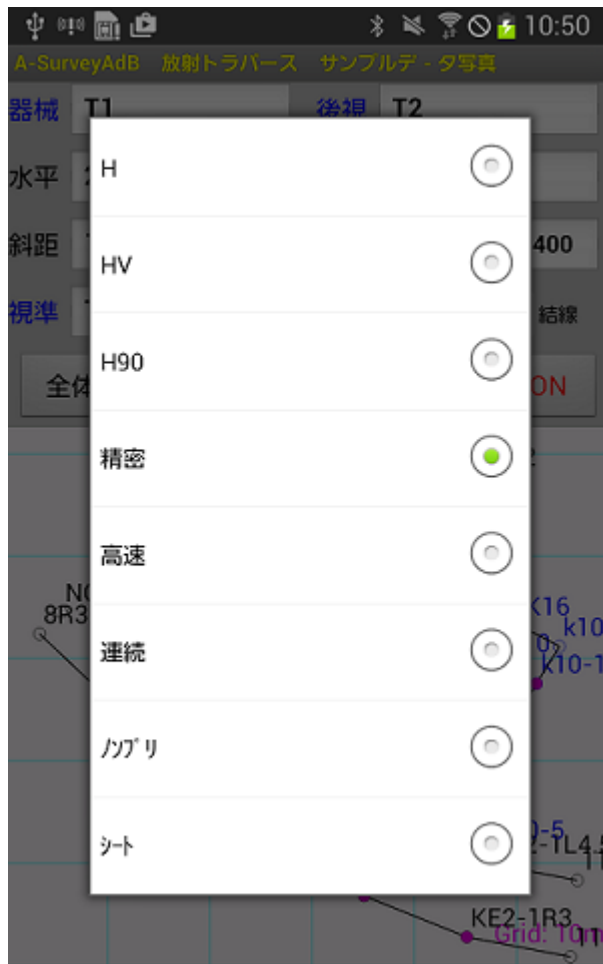 10:50
A-SurveyAdB 放射トラバース サンプルデ - タ写真
器械 T1 後視 T2
水平
斜距 400
視準 結線
全体 ON
H
HV
H90
精密
高速
連続
ﾉﾝﾌﾟﾘ
ｼｰﾄ
8R3
K16
k10
k10-1
KE2-1R3
Grid: 10m